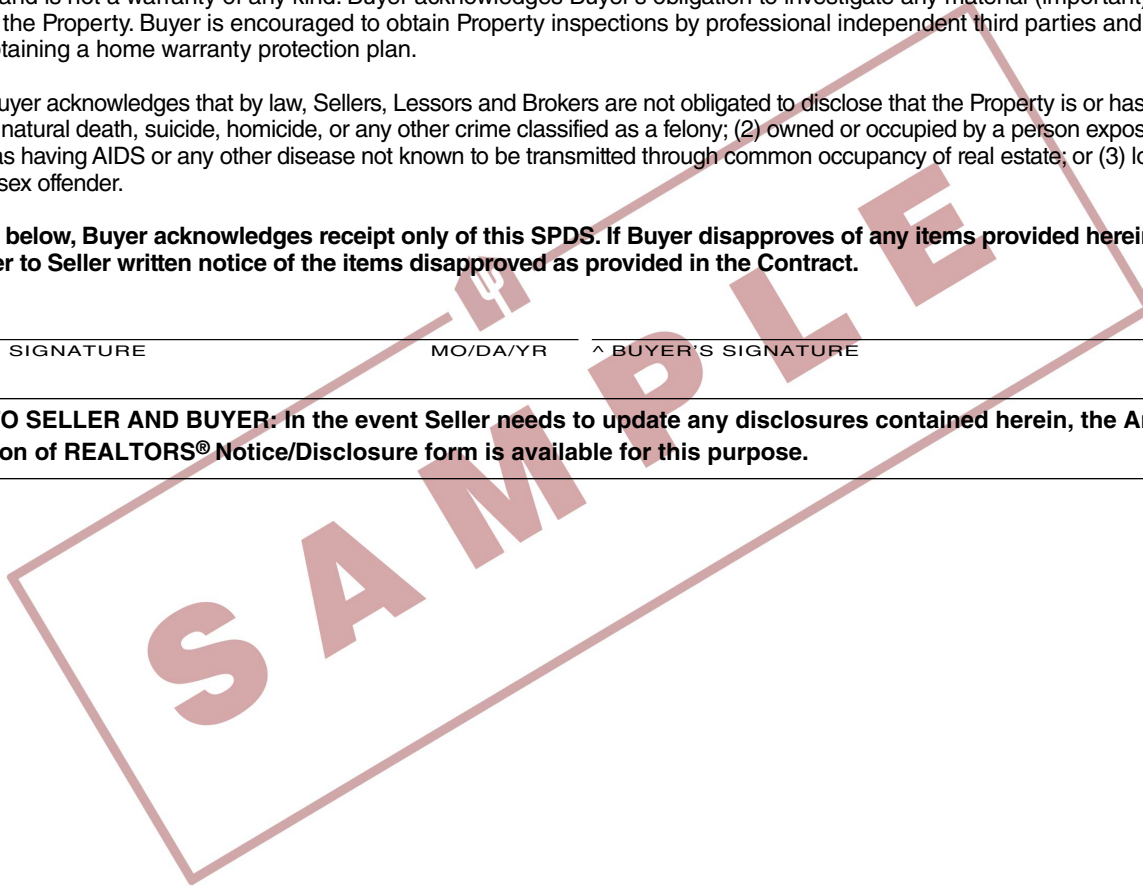 and is not a warranty of any kind. Buyer acknowledges Buyer's obligation to investigate any material (important)
the Property. Buyer is encouraged to obtain Property inspections by professional independent third parties and
taining a home warranty protection plan.
uyer acknowledges that by law, Sellers, Lessors and Brokers are not obligated to disclose that the Property is or has
natural death, suicide, homicide, or any other crime classified as a felony; (2) owned or occupied by a person expos
as having AIDS or any other disease not known to be transmitted through common occupancy of real estate; or (3) lo
sex offender.
below, Buyer acknowledges receipt only of this SPDS. If Buyer disapproves of any items provided herein
er to Seller written notice of the items disapproved as provided in the Contract.
SIGNATURE MO/DA/YR ^ BUYER'S SIGNATURE
TO SELLER AND BUYER: In the event Seller needs to update any disclosures contained herein, the Ar
ion of REALTORS® Notice/Disclosure form is available for this purpose.
SAMPLE